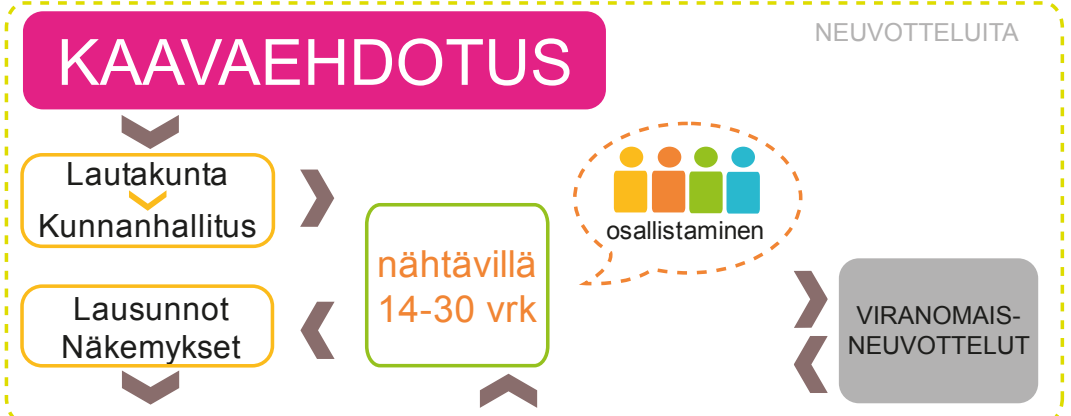 KAAVAEHDOTUS
NEUVOTTELUITA
Lautakunta
Kunnanhallitus
osallistaminen
nähtävillä
14-30 vrk
Lausunnot
Näkemykset
VIRANOMAIS-
NEUVOTTELUT